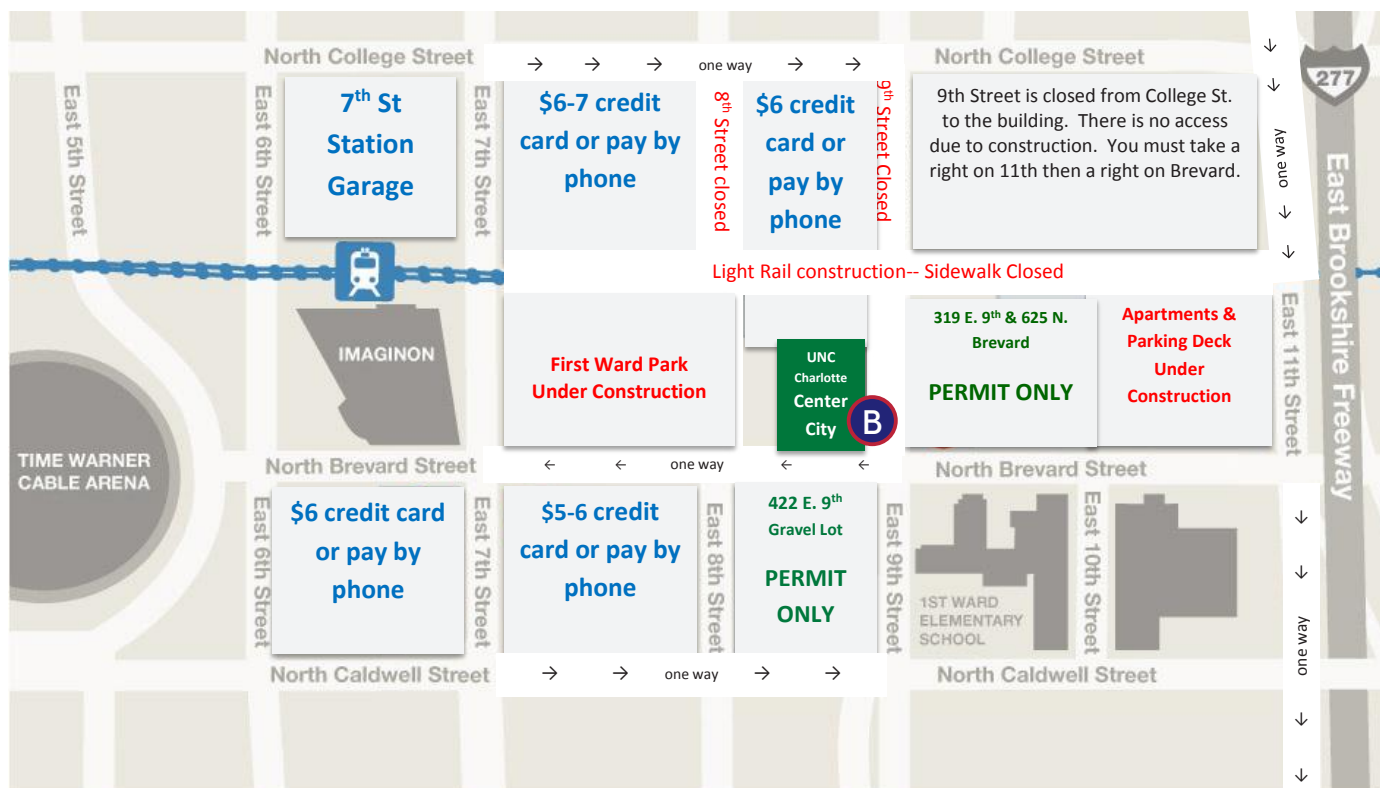 North College Street
→ → → one way → →
North College Street
277
East 5th Street
East 6th Street
7th St
Station
Garage
East 7th Street
$6-7 credit
card or pay by
phone
8th Street closed
$6 credit
card or
pay by
phone
9th Street Closed
9th Street is closed from College St.
to the building. There is no access
due to construction. You must take a
right on 11th then a right on Brevard.
one way
East Brookshire Freeway
Light Rail construction-- Sidewalk Closed
IMAGINON
First Ward Park
Under Construction
UNC
Charlotte
Center
City
B
319 E. 9th & 625 N.
Brevard
PERMIT ONLY
Apartments &
Parking Deck
Under
Construction
East 11th Street
TIME WARNER
CABLE ARENA
North Brevard Street
← ← one way ← ←
North Brevard Street
East 6th Street
$6 credit card
or pay by
phone
East 7th Street
$5-6 credit
card or pay by
phone
East 8th Street
422 E. 9th
Gravel Lot
PERMIT
ONLY
East 9th Street
1ST WARD
ELEMENTARY
SCHOOL
East 10th Street
one way
North Caldwell Street
→ → one way → →
North Caldwell Street